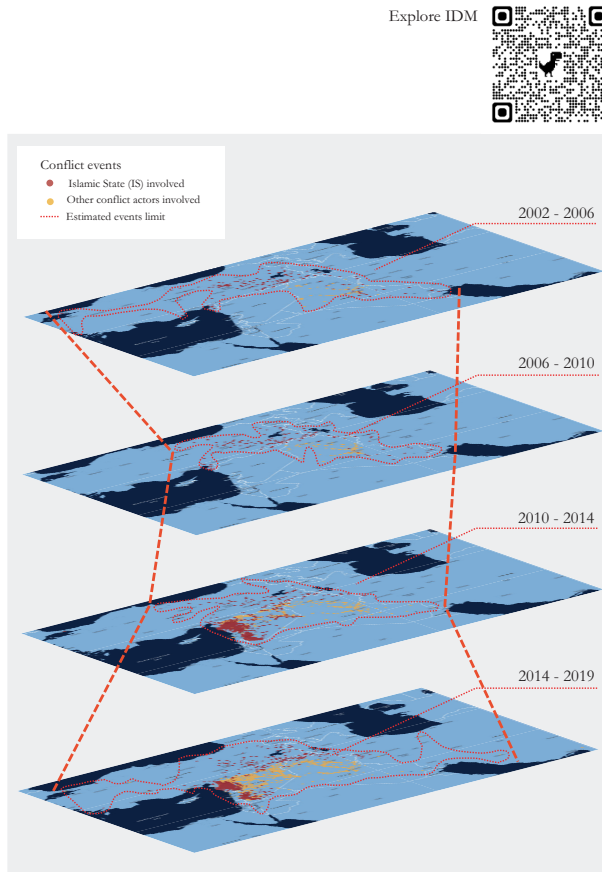 Explore IDM
Conflict events
Islamic State (IS) involved
Other conflict actors involved
Estimated events limit
2002 - 2006
2006 - 2010
2010 - 2014
2014 - 2019